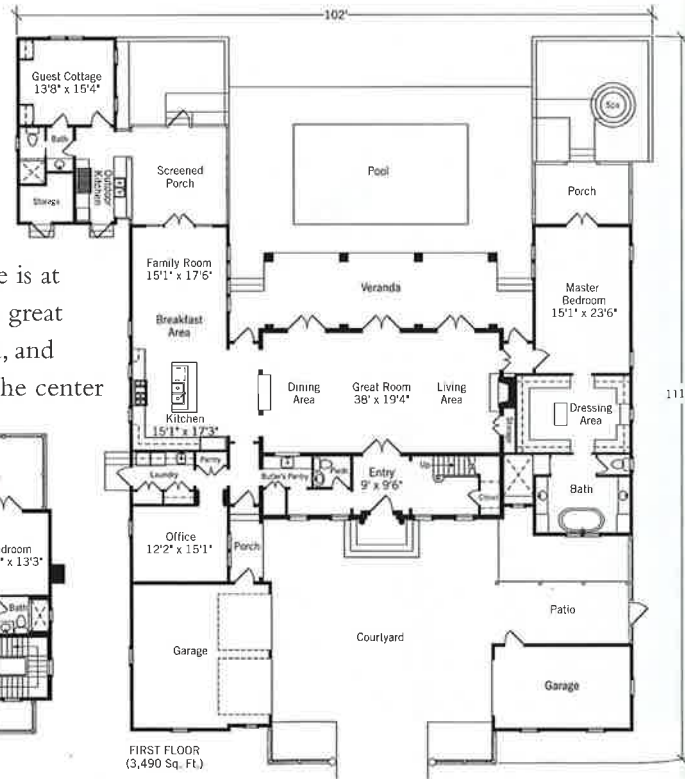 102'
Guest Cottage
13'8" x 15'4"
Bath
Outdoor
Kitchen
Storage
Screened
Porch
Pool
Spa
Porch
Family Room
15'1" x 17'6"
Breakfast
Area
Veranda
Master
Bedroom
15'1" x 23'6"
e is at
great
, and
he center
111
Dining
Area
Great Room
38' x 19'4"
Living
Area
Kitchen
15'1" x 17'3"
Storage
Dressing
Area
Pantry
Laundry
Butler's Pantry
Pwdr.
Entry
9' x 9'6"
Up
Closet
Bath
Office
12'2" x 15'1"
Porch
droom
" x 13'3"
Bath
Patio
Courtyard
Garage
Garage
FIRST FLOOR
(3,490 Sq. Ft.)